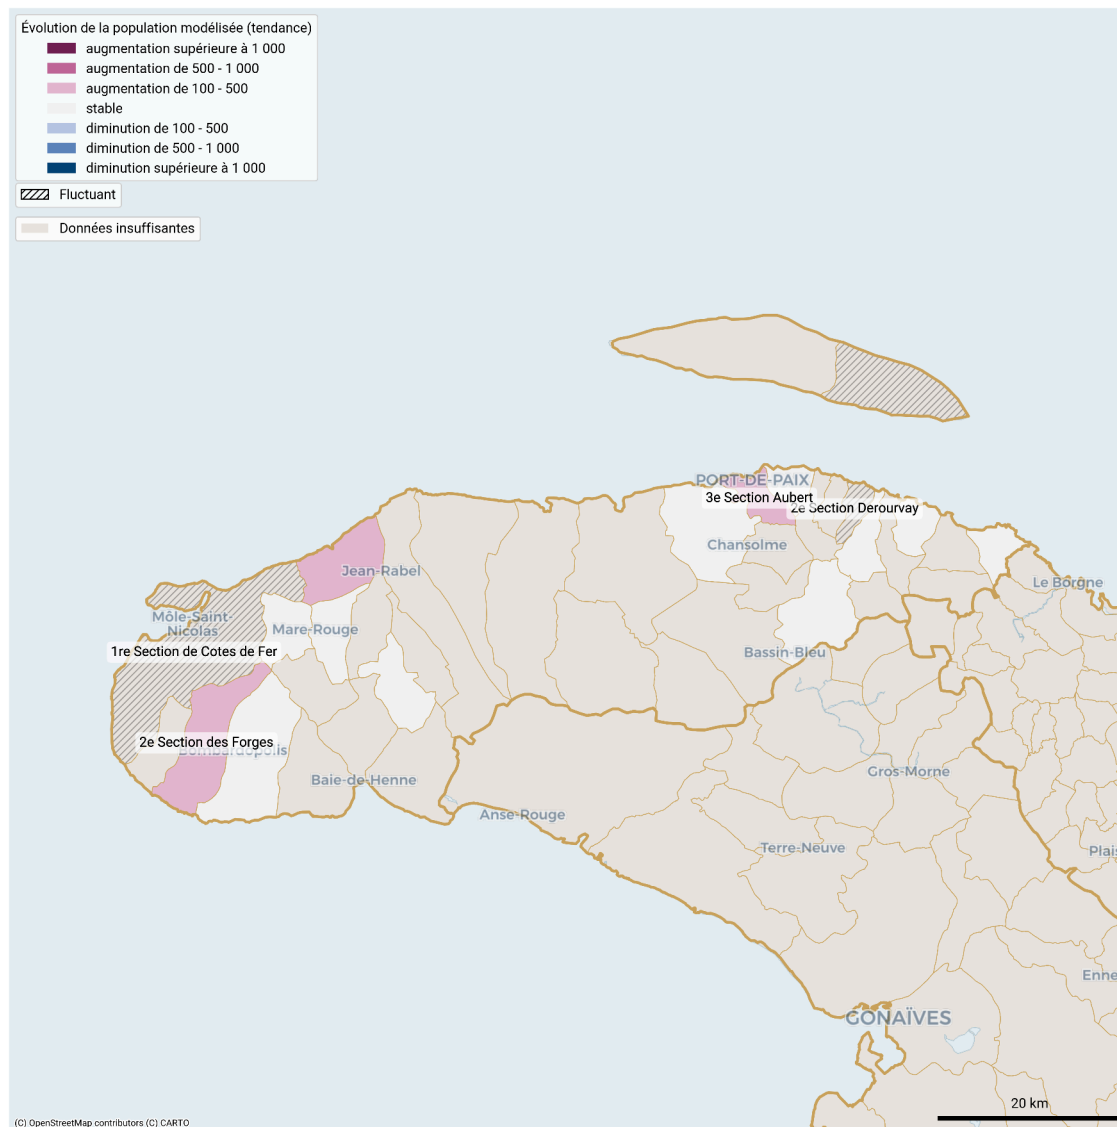 Évolution de la population modélisée (tendance)
augmentation supérieure à 1 000
augmentation de 500 - 1 000
augmentation de 100 - 500
stable
diminution de 100 - 500
diminution de 500 - 1 000
diminution supérieure à 1 000
Fluctuant
Données insuffisantes
PORT-DE-PAIX
3e Section Aubert
2e Section Derourvay
Chansolme
Jean-Rabel
Le Borgne
Môle-Saint-
Nicolas
Mare-Rouge
1re Section de Cotes de Fer
Bassin-Bleu
2e Section des Forges
Baie-de-Henne
Gros-Morne
Anse-Rouge
Terre-Neuve
Plais
Enne
GONAÏVES
20 km
(C) OpenStreetMap contributors (C) CARTO